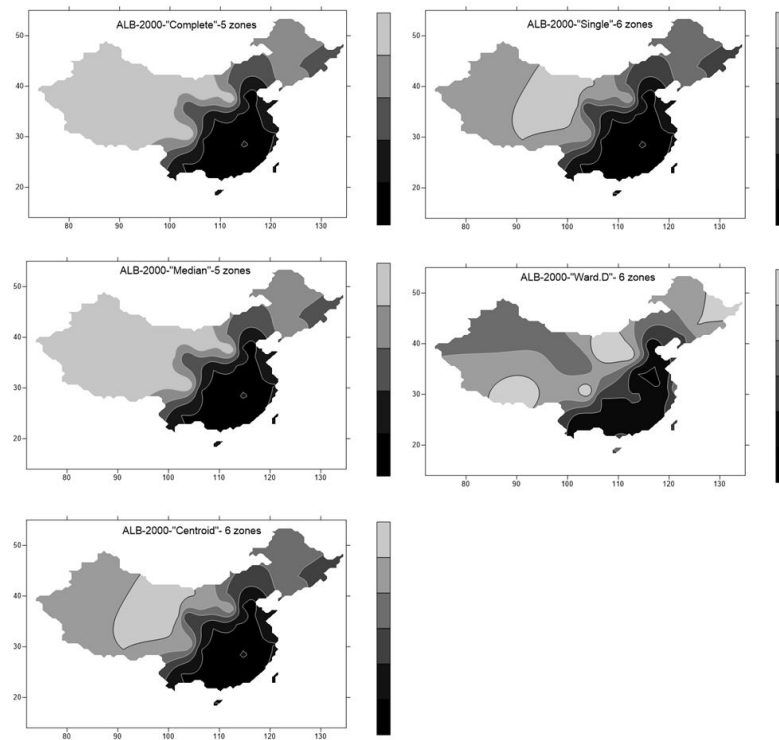 ALB-2000-"Complete"-5 zones
50
40
30
20
80 90 100 110 120 130
ALB-2000-"Single"-6 zones
50
40
30
20
80 90 100 110 120 130
ALB-2000-"Median"-5 zones
50
40
30
20
80 90 100 110 120 130
ALB-2000-"Ward.D"- 6 zones
50
40
30
20
80 90 100 110 120 130
ALB-2000-"Centroid"- 6 zones
50
40
30
20
80 90 100 110 120 130